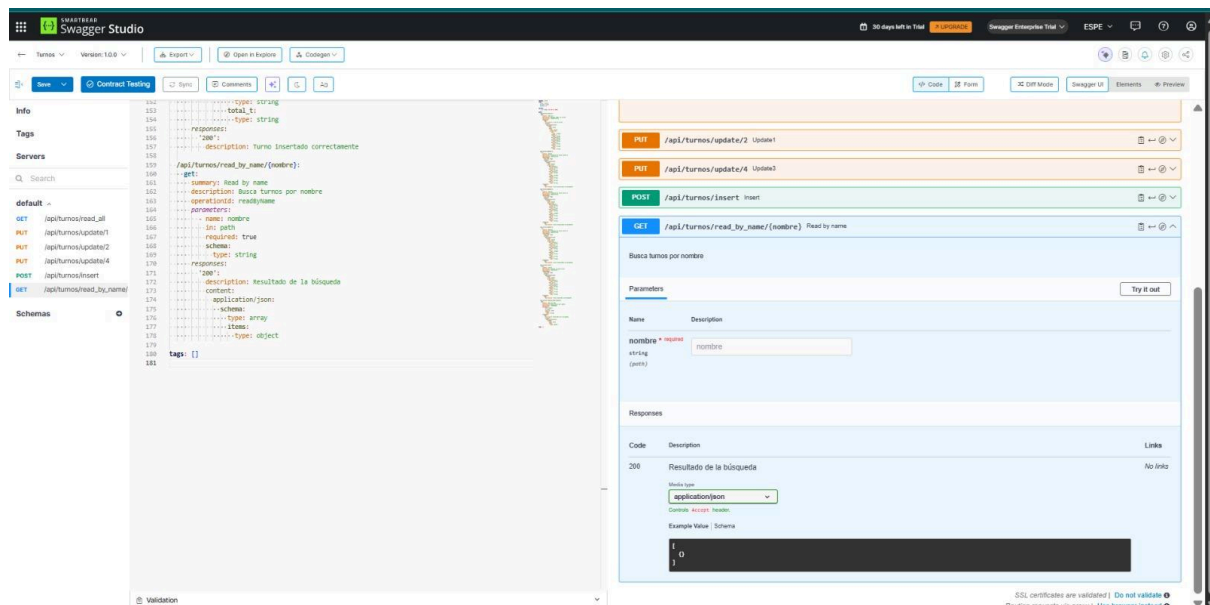 SMARTBEAR
Swagger Studio
30 days left in Trial
UPGRADE
Swagger Enterprise Trial
ESPE
Turnos
Version: 1.0.0
Export
Open in Explore
Codegen
Save
Contract Testing
Sync
Comments
Code
Form
Diff Mode
Swagger UI
Elements
Preview
Info
Tags
Servers
Search
default
GET /api/turnos/read_all
PUT /api/turnos/update/1
PUT /api/turnos/update/2
PUT /api/turnos/update/4
POST /api/turnos/insert
GET /api/turnos/read_by_name/
Schemas
152 type: string
153 total_t:
154 type: string
155 responses:
156 '200':
157 description: Turno insertado correctamente
158
159 /api/turnos/read_by_name/{nombre}:
160 get:
161 summary: Read by name
162 description: Busca turnos por nombre
163 operationId: readByName
164 parameters:
165 - name: nombre
166 in: path
167 required: true
168 schema:
169 type: string
170 responses:
171 '200':
172 description: Resultado de la búsqueda
173 content:
174 application/json:
175 schema:
176 type: array
177 items:
178 type: object
179
180 tags: []
181
Validation
PUT /api/turnos/update/2 Update1
PUT /api/turnos/update/4 Update3
POST /api/turnos/insert Insert
GET /api/turnos/read_by_name/{nombre} Read by name
Busca turnos por nombre
Parameters
Try it out
Name Description
nombre * required
string
(path)
nombre
Responses
Code Description Links
200 Resultado de la búsqueda No links
Media type
application/json
Controls Accept header.
Example Value | Schema
[
{}
]
SSL certificates are validated | Do not validate